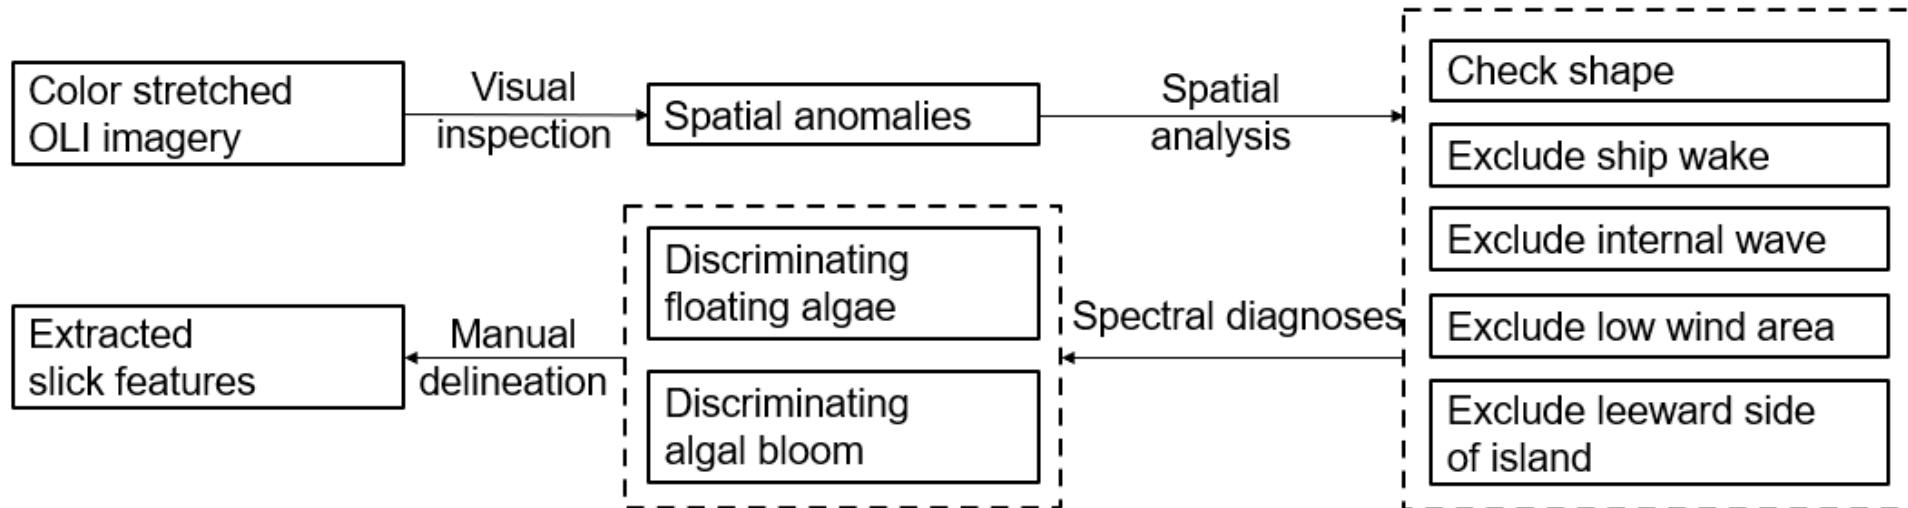 Color stretched
OLI imagery
Visual
inspection
Spatial anomalies
Spatial
analysis
Check shape
Exclude ship wake
Exclude internal wave
Exclude low wind area
Exclude leeward side
of island
Spectral diagnoses
Discriminating
floating algae
Discriminating
algal bloom
Manual
delineation
Extracted
slick features